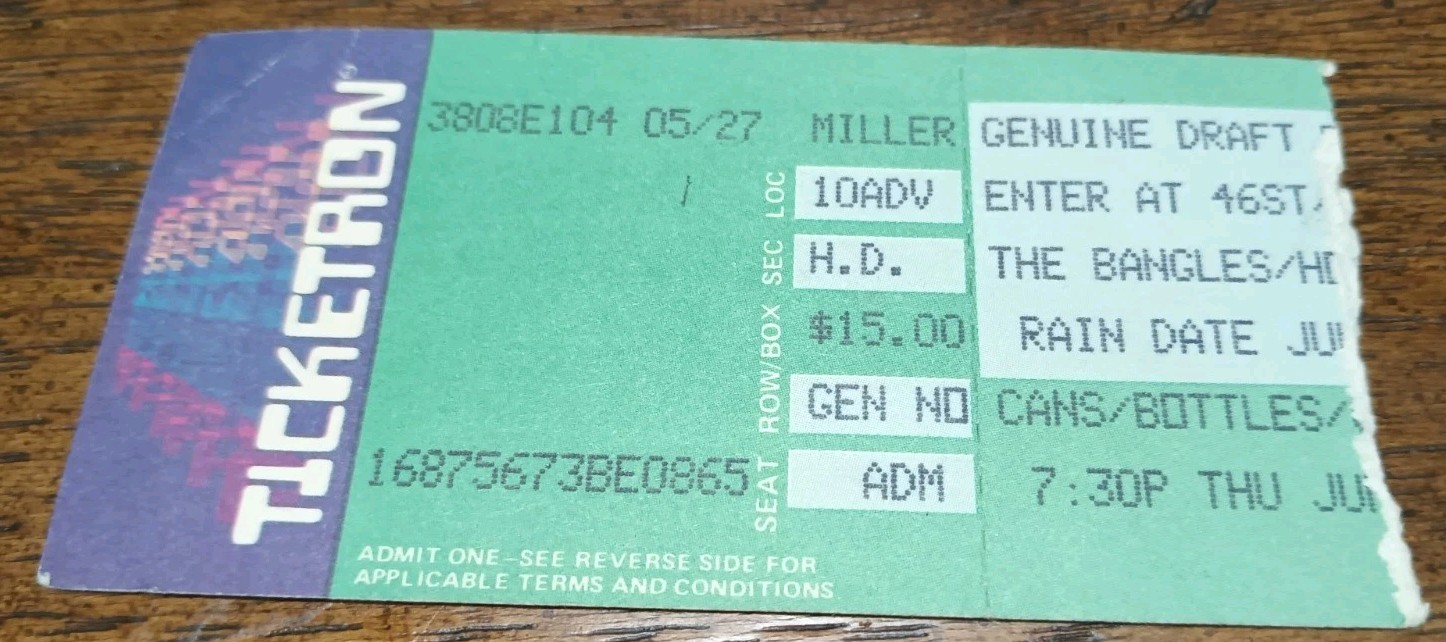 TICKETRON®
3808E104 05/27 MILLER GENUINE DRAFT
LOC 10ADV ENTER AT 46ST/
SEC H.D. THE BANGLES/HD
$15.00 RAIN DATE JU
ROW/BOX GEN NO CANS/BOTTLES/
16875673BE0865 SEAT ADM 7:30P THU JU
ADMIT ONE—SEE REVERSE SIDE FOR
APPLICABLE TERMS AND CONDITIONS